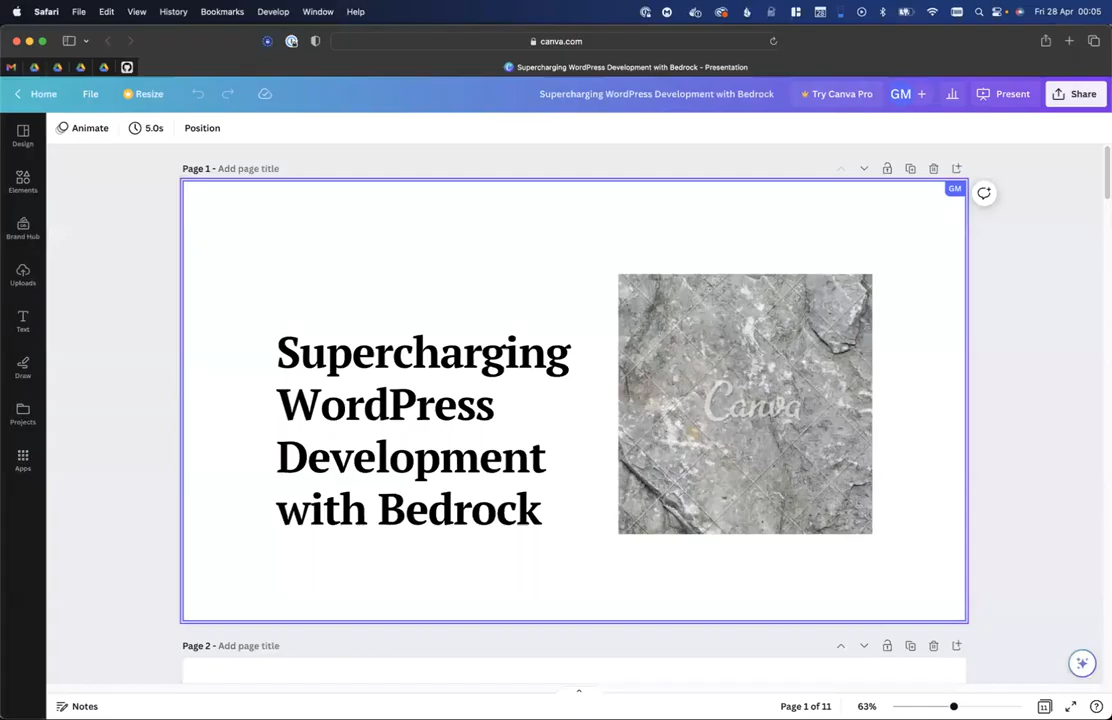 Safari File Edit View History Bookmarks Develop Window Help
28
Fri 28 Apr 00:05
canva.com
Supercharging WordPress Development with Bedrock - Presentation
Home File Resize
Supercharging WordPress Development with Bedrock
Try Canva Pro
GM
Present
Share
Animate 5.0s Position
Design
Elements
Brand Hub
Uploads
Text
Draw
Projects
Apps
Page 1 - Add page title
GM
Supercharging
WordPress
Development
with Bedrock
Canva
Page 2 - Add page title
Notes
Page 1 of 11
63%
11